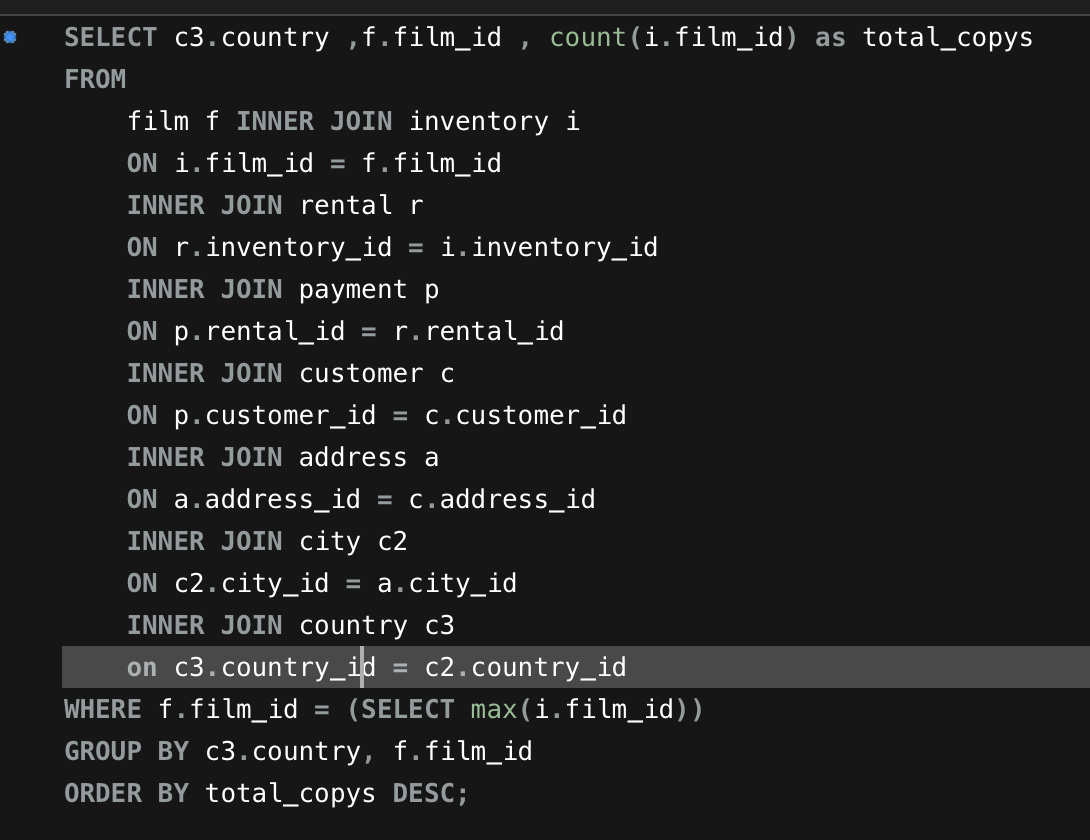 SELECT c3.country ,f.film_id , count(i.film_id) as total_copys
FROM
film f INNER JOIN inventory i
ON i.film_id = f.film_id
INNER JOIN rental r
ON r.inventory_id = i.inventory_id
INNER JOIN payment p
ON p.rental_id = r.rental_id
INNER JOIN customer c
ON p.customer_id = c.customer_id
INNER JOIN address a
ON a.address_id = c.address_id
INNER JOIN city c2
ON c2.city_id = a.city_id
INNER JOIN country c3
on c3.country_id = c2.country_id
WHERE f.film_id = (SELECT max(i.film_id))
GROUP BY c3.country, f.film_id
ORDER BY total_copys DESC;